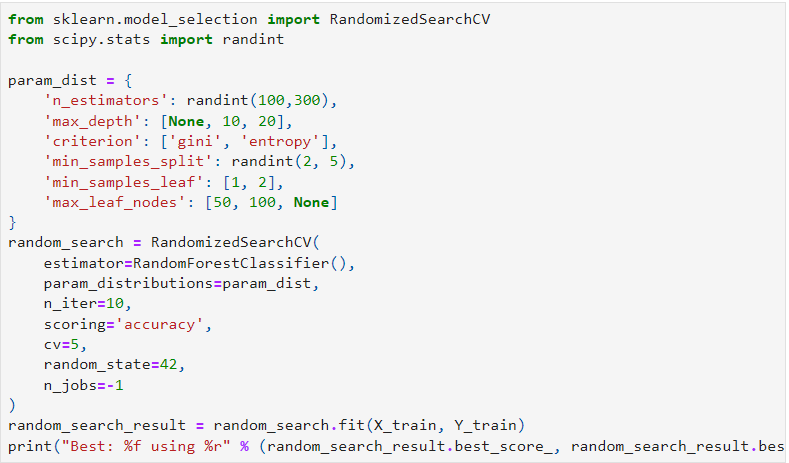 from sklearn.model_selection import RandomizedSearchCV
from scipy.stats import randint

param_dist = {
    'n_estimators': randint(100,300),
    'max_depth': [None, 10, 20],
    'criterion': ['gini', 'entropy'],
    'min_samples_split': randint(2, 5),
    'min_samples_leaf': [1, 2],
    'max_leaf_nodes': [50, 100, None]
}
random_search = RandomizedSearchCV(
    estimator=RandomForestClassifier(),
    param_distributions=param_dist,
    n_iter=10,
    scoring='accuracy',
    cv=5,
    random_state=42,
    n_jobs=-1
)
random_search_result = random_search.fit(X_train, Y_train)
print("Best: %f using %r" % (random_search_result.best_score_, random_search_result.bes